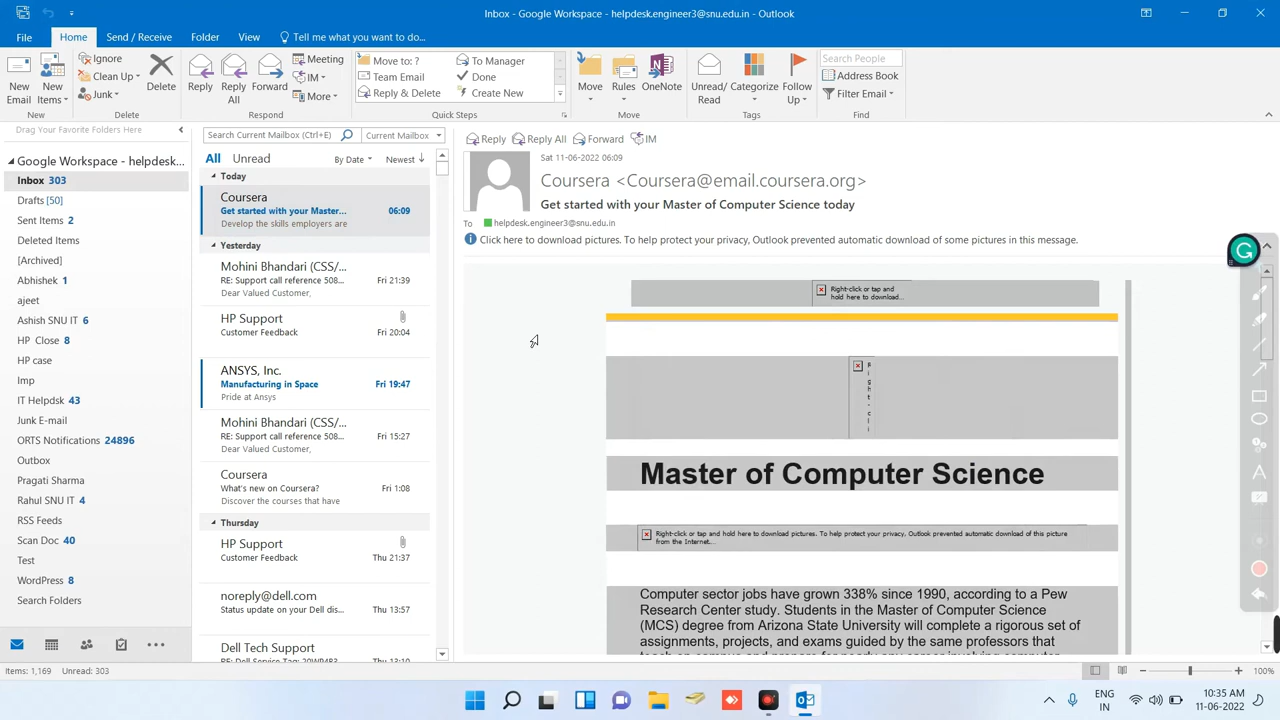 Inbox - Google Workspace - helpdesk.engineer3@snu.edu.in - Outlook
File
Home
Send / Receive
Folder
View
Tell me what you want to do...
New Email
New Items
Ignore
Clean Up
Junk
Delete
Reply
Reply All
Forward
Meeting
IM
More
Move to: ?
Team Email
Reply & Delete
To Manager
Done
Create New
Move
Rules
OneNote
Unread/ Read
Categorize
Follow Up
Search People
Address Book
Filter Email
New
Delete
Respond
Quick Steps
Move
Tags
Find
Drag Your Favorite Folders Here
Google Workspace - helpdesk...
Inbox 303
Drafts [50]
Sent Items 2
Deleted Items
[Archived]
Abhishek 1
ajeet
Ashish SNU IT 6
HP Close 8
HP case
Imp
IT Helpdsk 43
Junk E-mail
ORTS Notifications 24896
Outbox
Pragati Sharma
Rahul SNU IT 4
RSS Feeds
Scan Doc 40
Test
WordPress 8
Search Folders
Search Current Mailbox (Ctrl+E)
Current Mailbox
All Unread
By Date
Newest
Today
Coursera
Get started with your Master... 06:09
Develop the skills employers are
Yesterday
Mohini Bhandari (CSS/...
RE: Support call reference 508... Fri 21:39
Dear Valued Customer,
HP Support
Customer Feedback Fri 20:04
ANSYS, Inc.
Manufacturing in Space Fri 19:47
Pride at Ansys
Mohini Bhandari (CSS/...
RE: Support call reference 508... Fri 15:27
Dear Valued Customer,
Coursera
What's new on Coursera? Fri 1:08
Discover the courses that have
Thursday
HP Support
Customer Feedback Thu 21:37
noreply@dell.com
Status update on your Dell dis... Thu 13:57
Dell Tech Support
Reply Reply All Forward IM
Sat 11-06-2022 06:09
Coursera <Coursera@email.coursera.org>
Get started with your Master of Computer Science today
To helpdesk.engineer3@snu.edu.in
Click here to download pictures. To help protect your privacy, Outlook prevented automatic download of some pictures in this message.
Right-click or tap and
hold here to download...
Master of Computer Science
Right-click or tap and hold here to download pictures. To help protect your privacy, Outlook prevented automatic download of this picture
from the Internet...
Computer sector jobs have grown 338% since 1990, according to a Pew
Research Center study. Students in the Master of Computer Science
(MCS) degree from Arizona State University will complete a rigorous set of
assignments, projects, and exams guided by the same professors that
Items: 1,169 Unread: 303
100%
ENG
IN
10:35 AM
11-06-2022